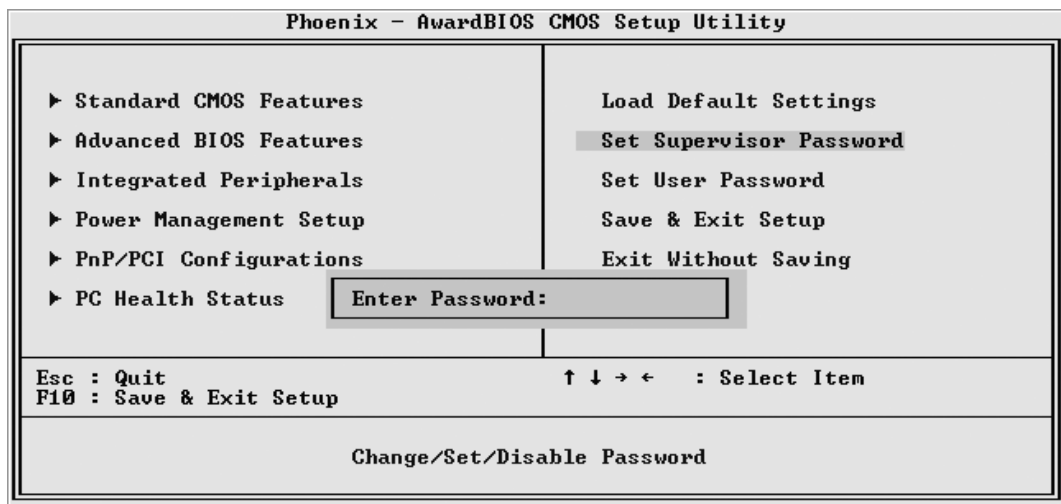 Phoenix - AwardBIOS CMOS Setup Utility
▶ Standard CMOS Features
▶ Advanced BIOS Features
▶ Integrated Peripherals
▶ Power Management Setup
▶ PnP/PCI Configurations
▶ PC Health Status
Load Default Settings
Set Supervisor Password
Set User Password
Save & Exit Setup
Exit Without Saving
Enter Password:
Esc : Quit
F10 : Save & Exit Setup
↑ ↓ → ← : Select Item
Change/Set/Disable Password